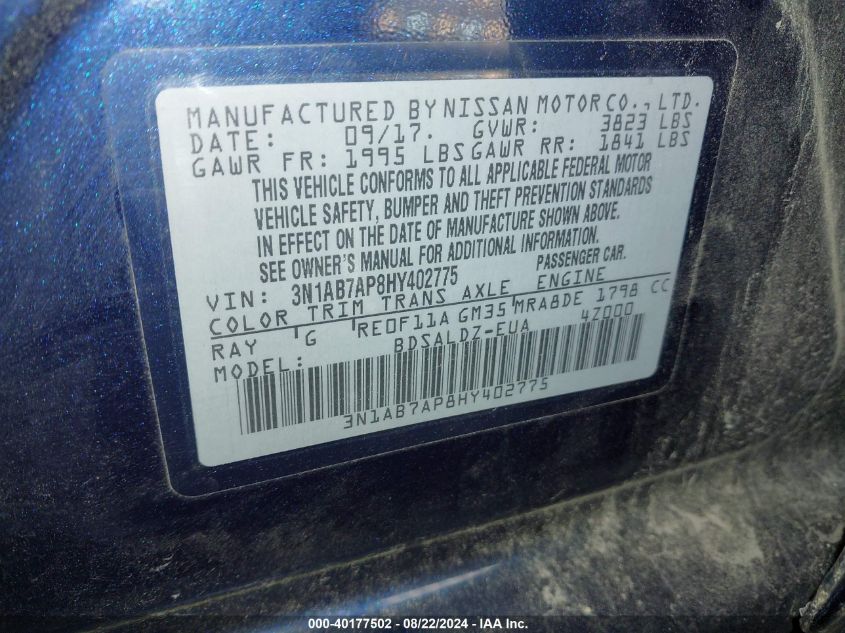 MANUFACTURED BY NISSAN MOTOR CO., LTD.
DATE: 09/17. GVWR: 3823 LBS
GAWR FR: 1995 LBS GAWR RR: 1841 LBS
THIS VEHICLE CONFORMS TO ALL APPLICABLE FEDERAL MOTOR
VEHICLE SAFETY, BUMPER AND THEFT PREVENTION STANDARDS
IN EFFECT ON THE DATE OF MANUFACTURE SHOWN ABOVE.
SEE OWNER'S MANUAL FOR ADDITIONAL INFORMATION.
VIN: 3N1AB7AP8HY402775 PASSENGER CAR.
COLOR TRIM TRANS AXLE ENGINE
RAY G RE0F11A GM35 MRA8DE 1798 CC
MODEL: BDSALDZ-EUA 4Z000
3N1AB7AP8HY402775
000-40177502 - 08/22/2024 - IAA Inc.